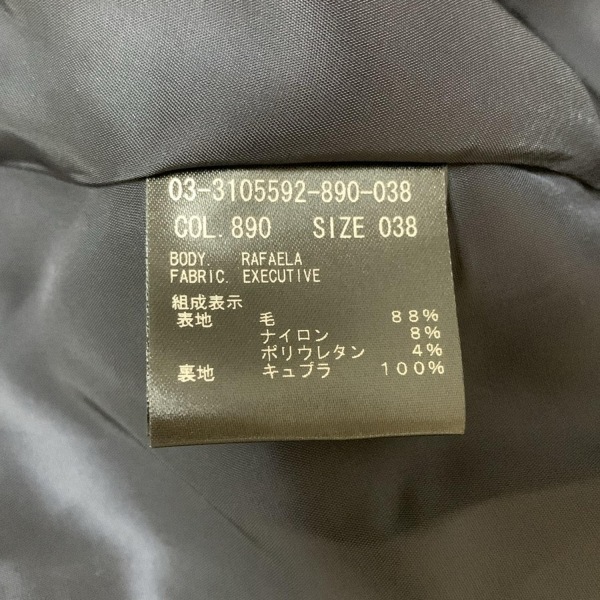 03-3105592-890-038
COL. 890 SIZE 038
BODY. RAFAELA
FABRIC. EXECUTIVE
組成表示
表地 毛 88%
ナイロン 8%
ポリウレタン 4%
裏地 キュプラ 100%